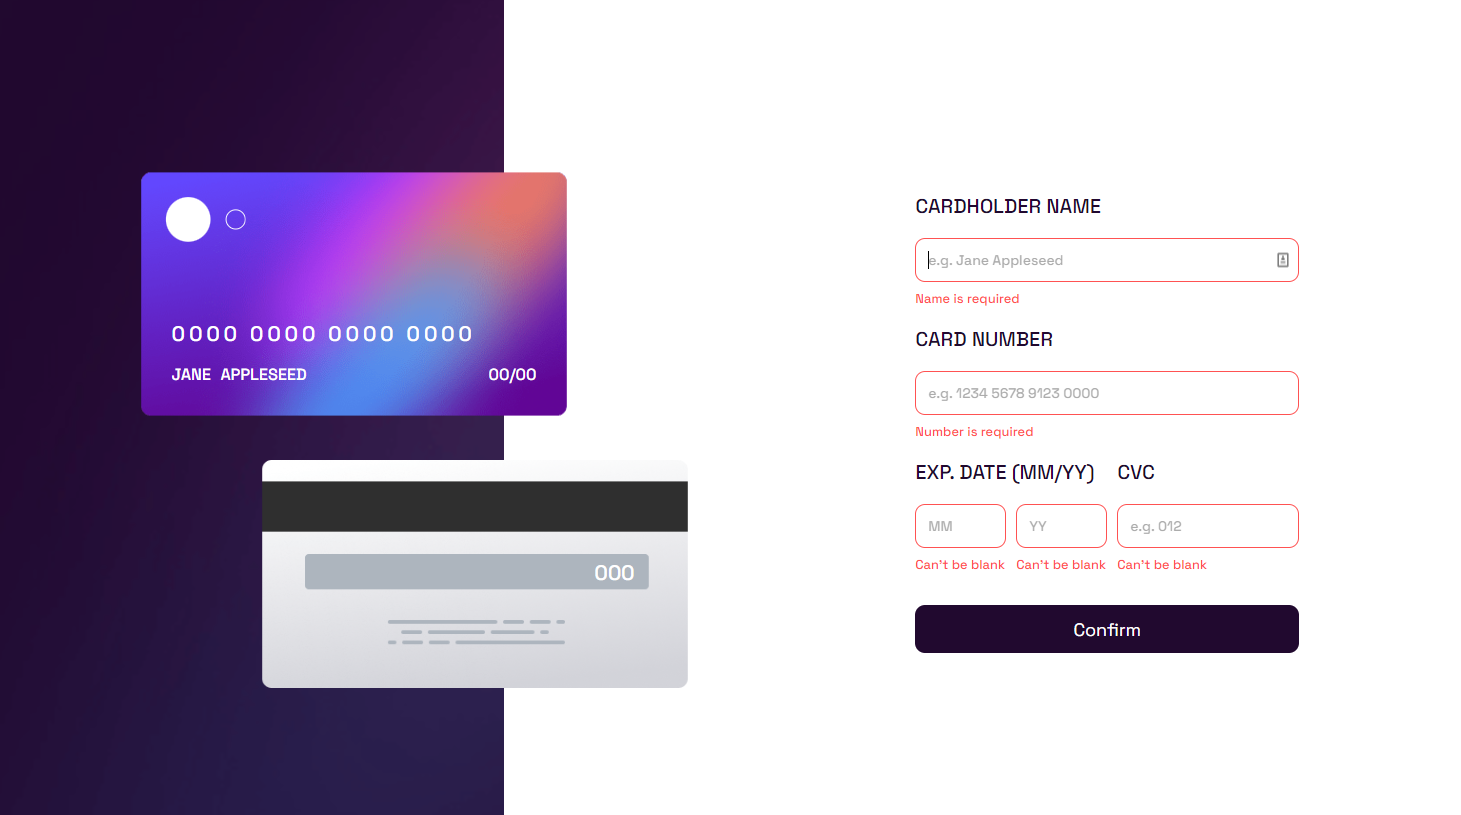 0000 0000 0000 0000
JANE APPLESEED 00/00
000
CARDHOLDER NAME
e.g. Jane Appleseed
Name is required
CARD NUMBER
e.g. 1234 5678 9123 0000
Number is required
EXP. DATE (MM/YY) CVC
MM YY e.g. 012
Can't be blank Can't be blank Can't be blank
Confirm